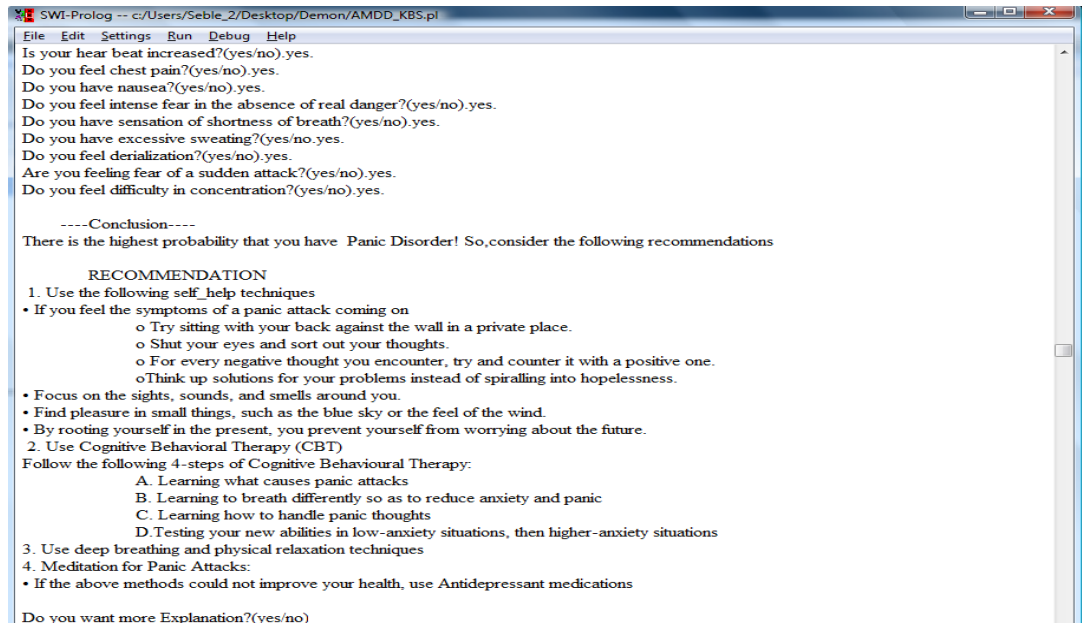 SWI-Prolog -- c:/Users/Seble_2/Desktop/Demon/AMDD_KBS.pl
File Edit Settings Run Debug Help
Is your hear beat increased?(yes/no).yes.
Do you feel chest pain?(yes/no).yes.
Do you have nausea?(yes/no).yes.
Do you feel intense fear in the absence of real danger?(yes/no).yes.
Do you have sensation of shortness of breath?(yes/no).yes.
Do you have excessive sweating?(yes/no.yes.
Do you feel derialization?(yes/no).yes.
Are you feeling fear of a sudden attack?(yes/no).yes.
Do you feel difficulty in concentration?(yes/no).yes.
----Conclusion----
There is the highest probability that you have Panic Disorder! So,consider the following recommendations
RECOMMENDATION
1. Use the following self_help techniques
• If you feel the symptoms of a panic attack coming on
o Try sitting with your back against the wall in a private place.
o Shut your eyes and sort out your thoughts.
o For every negative thought you encounter, try and counter it with a positive one.
oThink up solutions for your problems instead of spiralling into hopelessness.
• Focus on the sights, sounds, and smells around you.
• Find pleasure in small things, such as the blue sky or the feel of the wind.
• By rooting yourself in the present, you prevent yourself from worrying about the future.
2. Use Cognitive Behavioral Therapy (CBT)
Follow the following 4-steps of Cognitive Behavioural Therapy:
A. Learning what causes panic attacks
B. Learning to breath differently so as to reduce anxiety and panic
C. Learning how to handle panic thoughts
D.Testing your new abilities in low-anxiety situations, then higher-anxiety situations
3. Use deep breathing and physical relaxation techniques
4. Meditation for Panic Attacks:
• If the above methods could not improve your health, use Antidepressant medications
Do you want more Explanation?(yes/no)